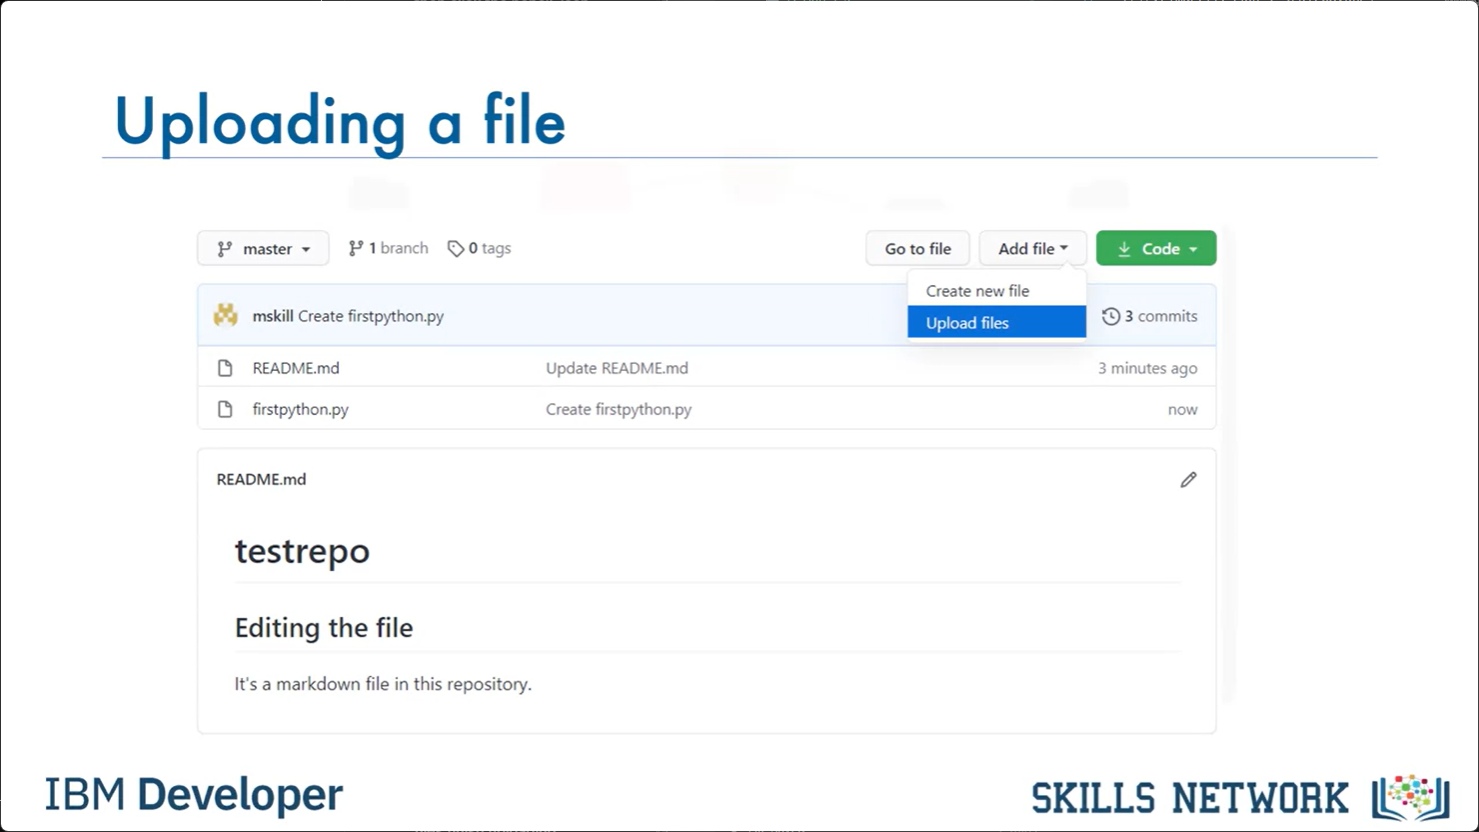 Uploading a file
master 1 branch 0 tags Go to file Add file Code
Create new file
Upload files
mskill Create firstpython.py 3 commits
README.md Update README.md 3 minutes ago
firstpython.py Create firstpython.py now
README.md
testrepo
Editing the file
It's a markdown file in this repository.
IBM Developer
SKILLS NETWORK